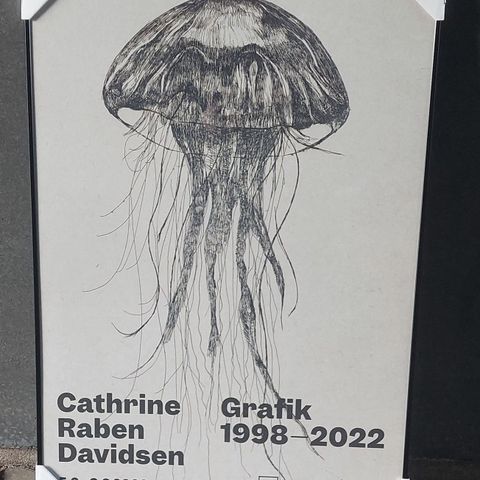 Cathrine
Raben
Davidsen
Grafik
1998–2022